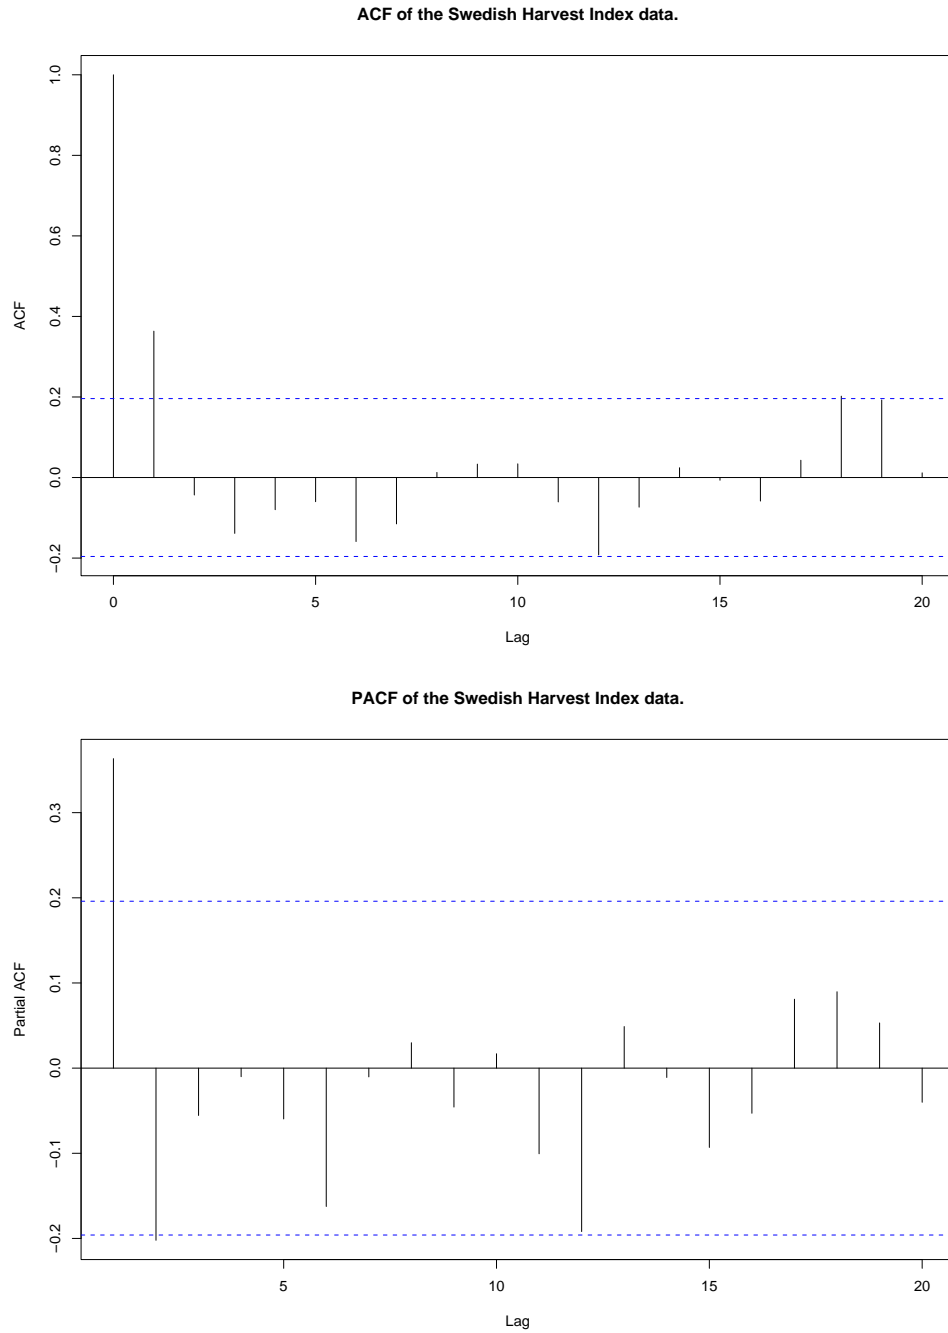 ACF of the Swedish Harvest Index data.
1.0
0.8
0.6
0.4
0.2
0.0
−0.2
ACF
0 5 10 15 20
Lag
PACF of the Swedish Harvest Index data.
0.3
0.2
0.1
0.0
−0.1
−0.2
Partial ACF
5 10 15 20
Lag